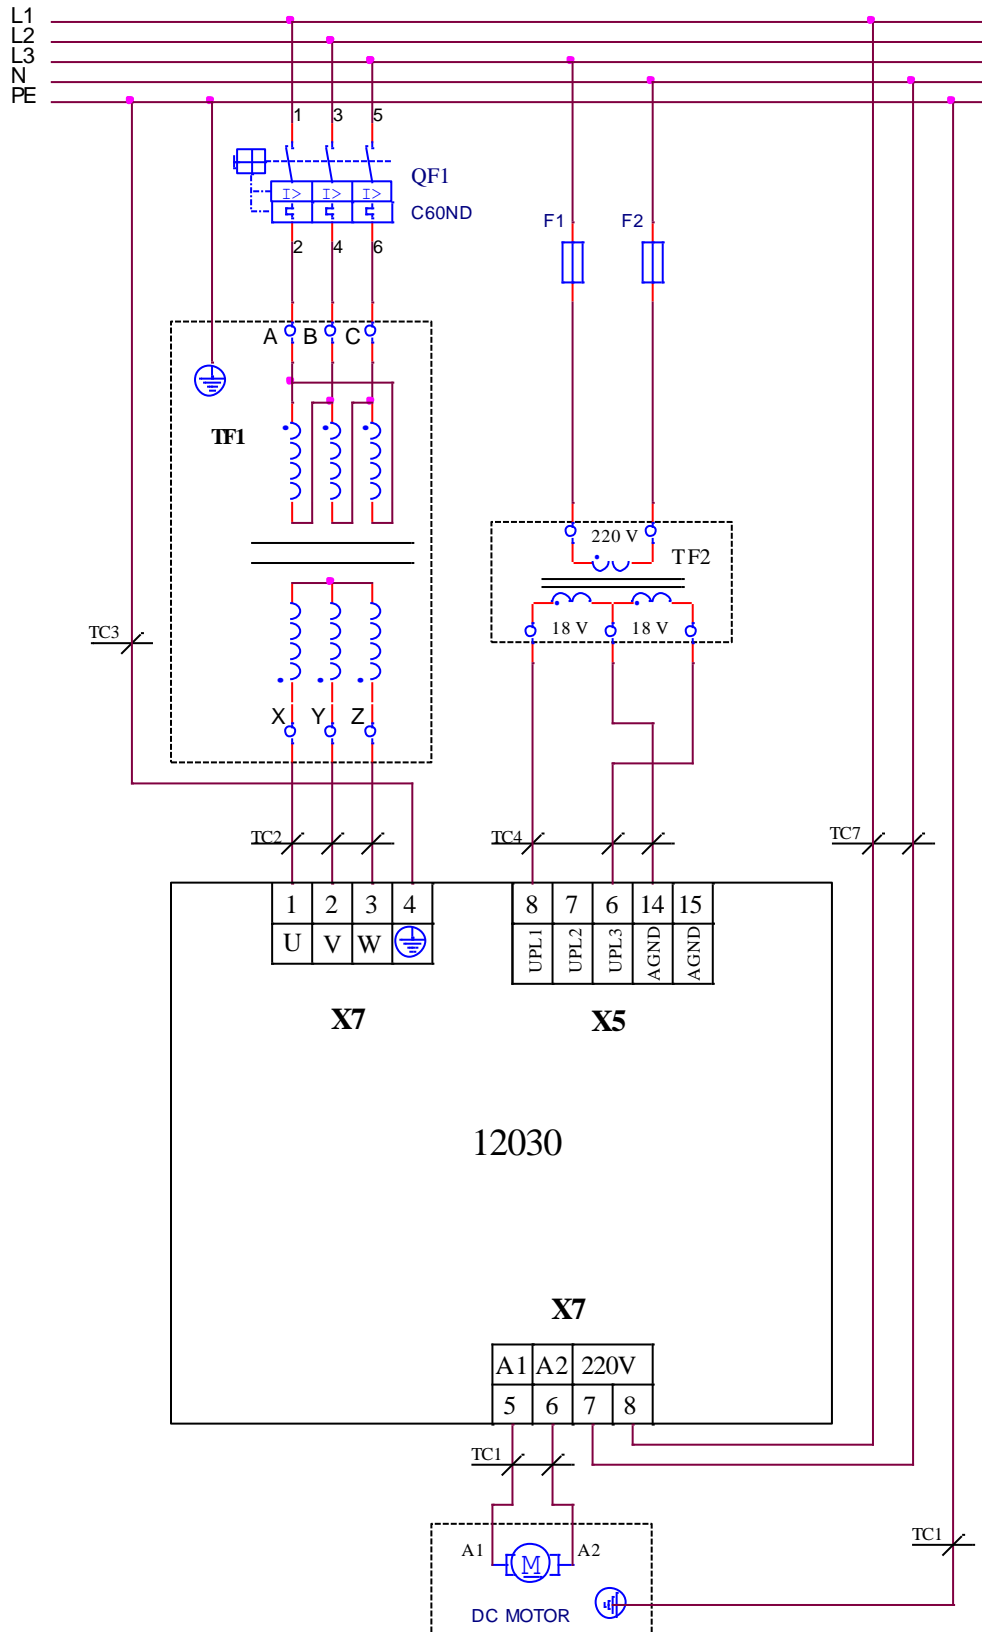 L1
L2
L3
N
PE
1 3 5
QF1
I> I> I>
C60ND
F1 F2
2 4 6
A B C
TF1
220 V
TF2
18 V 18 V
TC3
X Y Z
TC2 TC4 TC7
1 2 3 4
U V W
8 7 6 14 15
UPL1 UPL2 UPL3 AGND AGND
X7 X5
12030
X7
A1 A2 220V
5 6 7 8
TC1
TC1
A1 M A2
DC MOTOR